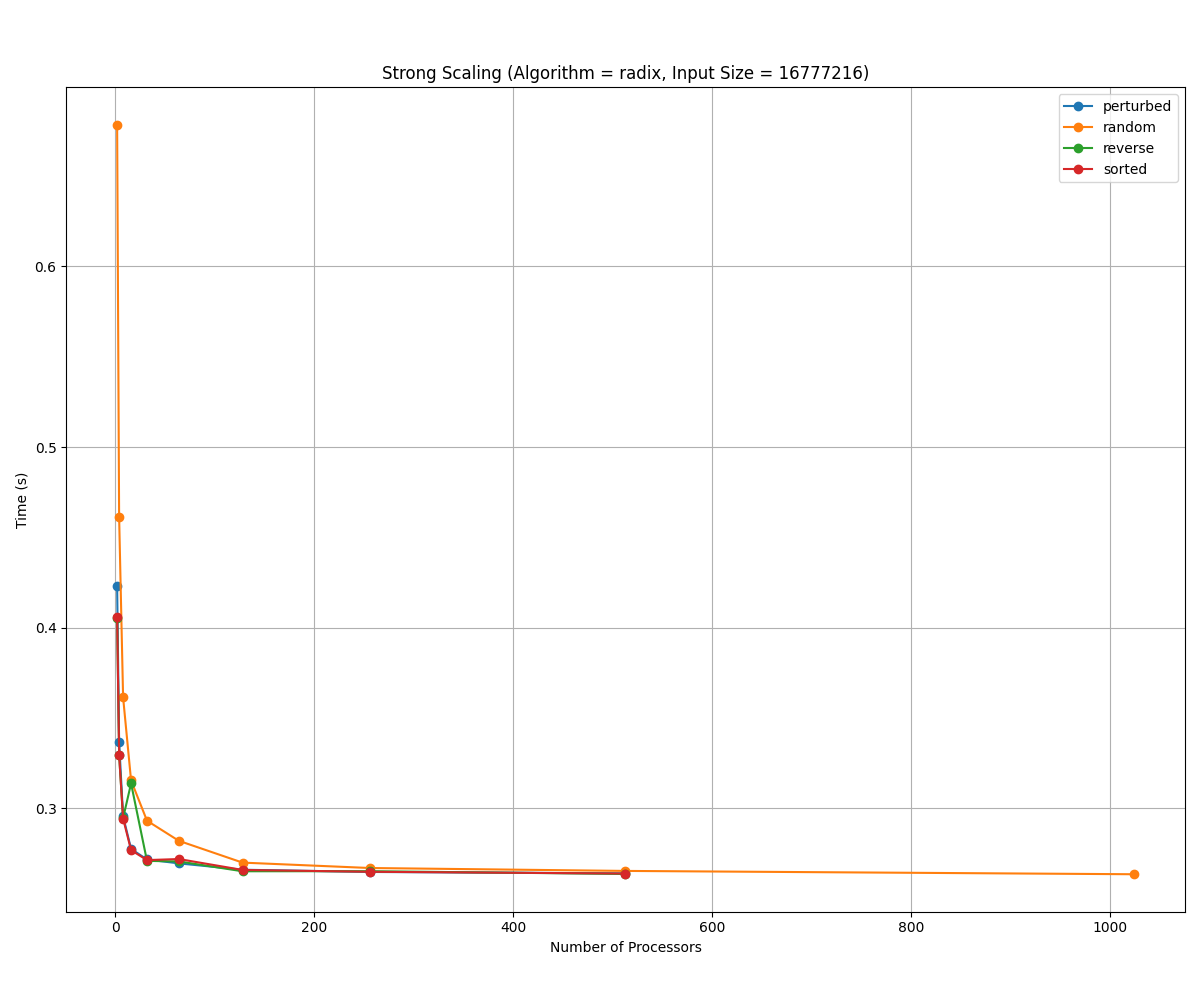 Strong Scaling (Algorithm = radix, Input Size = 16777216)
perturbed
random
reverse
sorted
Time (s)
0.6
0.5
0.4
0.3
0
200
400
600
800
1000
Number of Processors